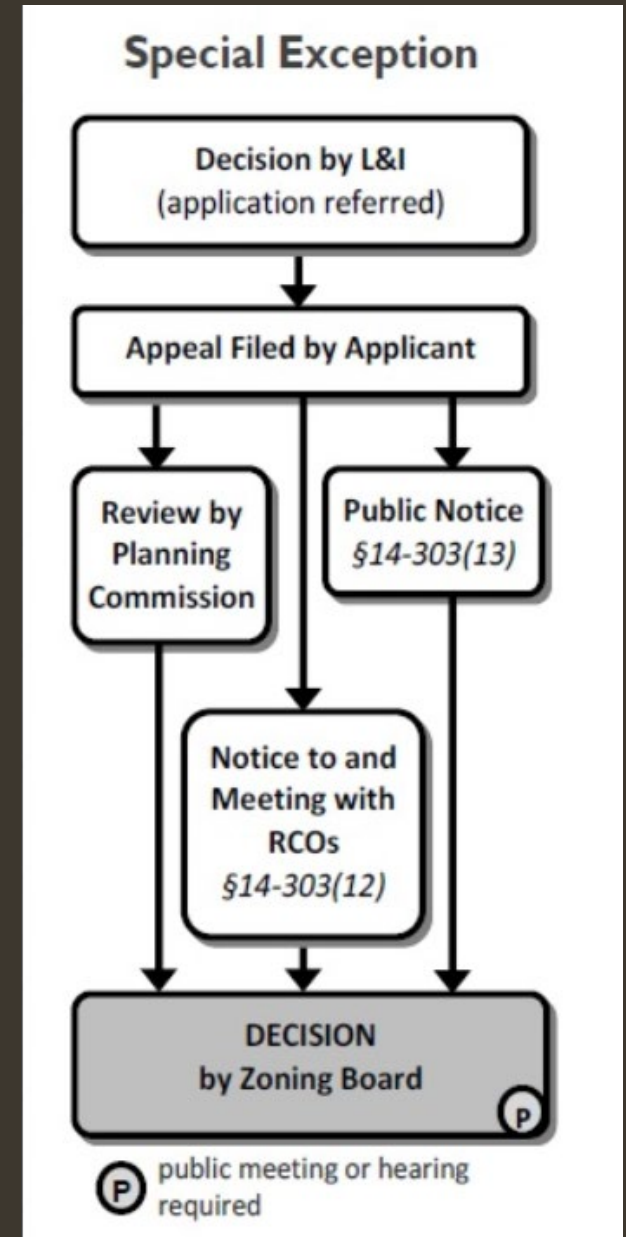 Special Exception
Decision by L&I
(application referred)
Appeal Filed by Applicant
Review by
Planning
Commission
Public Notice
§14-303(13)
Notice to and
Meeting with
RCOs
§14-303(12)
DECISION
by Zoning Board
P
P
public meeting or hearing
required